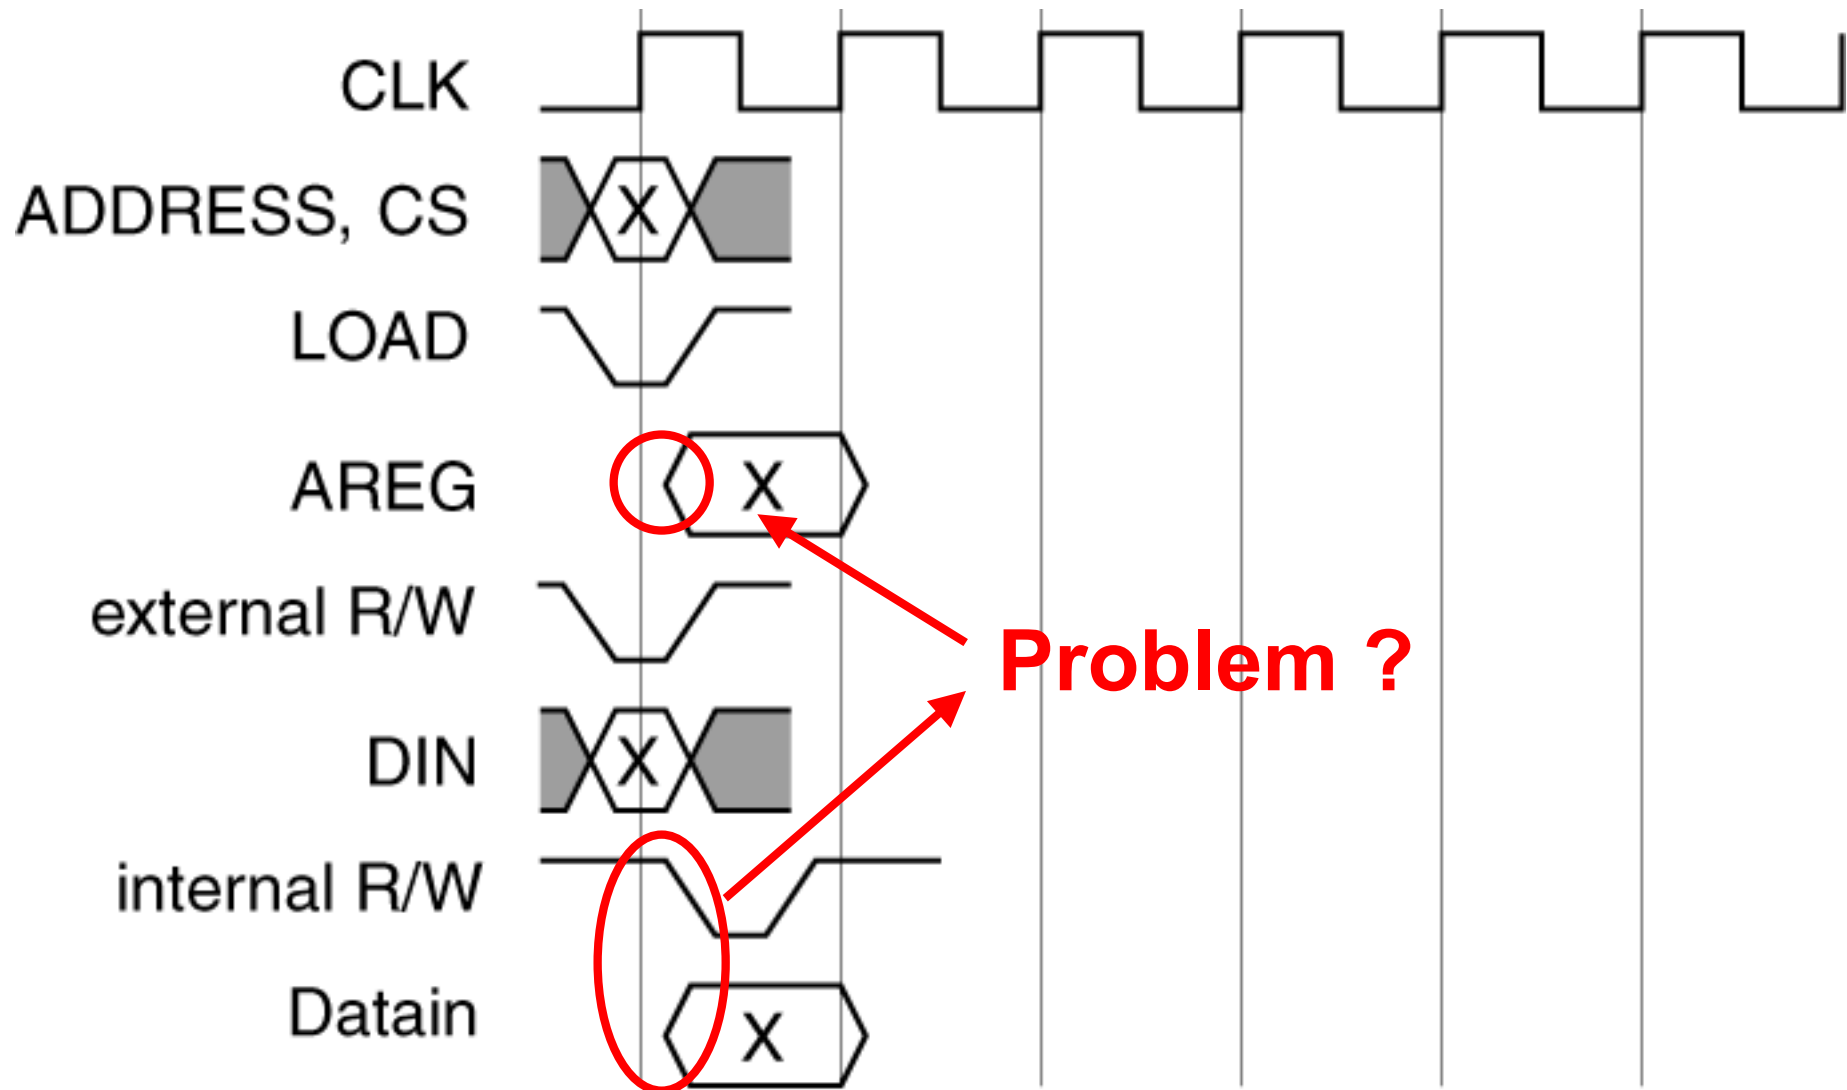 CLK
ADDRESS, CS
X
LOAD
AREG
X
external R/W
Problem ?
DIN
X
internal R/W
Datain
X